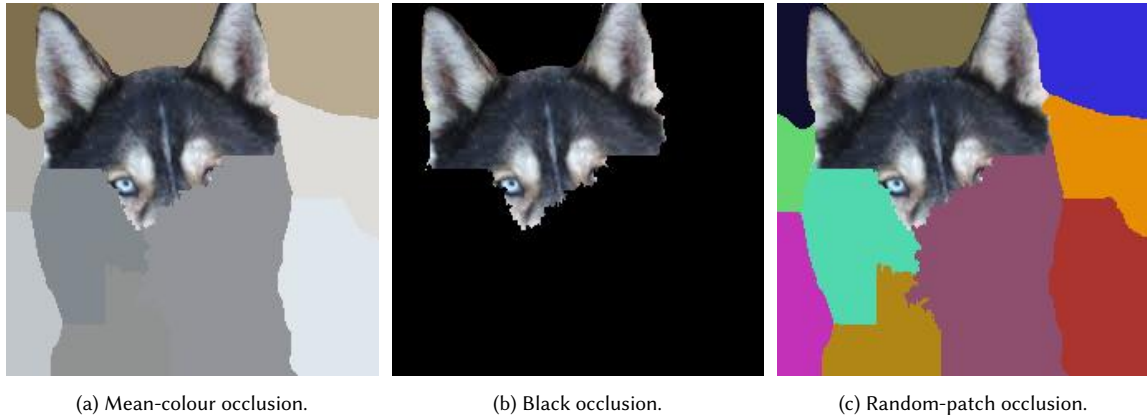 (a) Mean-colour occlusion.
(b) Black occlusion.
(c) Random-patch occlusion.